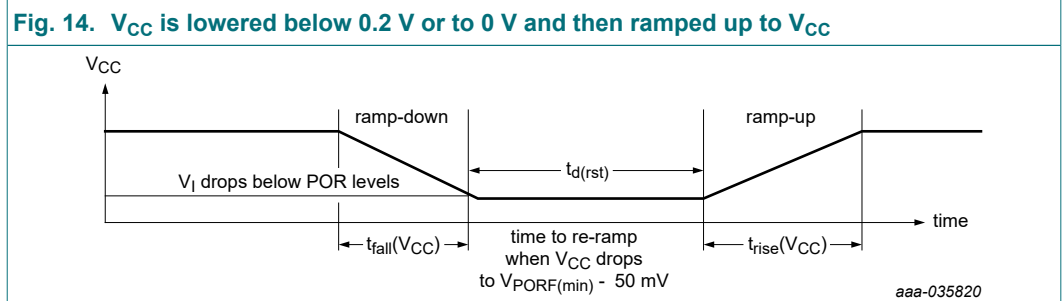 Fig. 14. VCC is lowered below 0.2 V or to 0 V and then ramped up to VCC
VCC
ramp-down
ramp-up
td(rst)
VI drops below POR levels
time
tfall(VCC)
time to re-ramp
when VCC drops
to VPORF(min) - 50 mV
trise(VCC)
aaa-035820